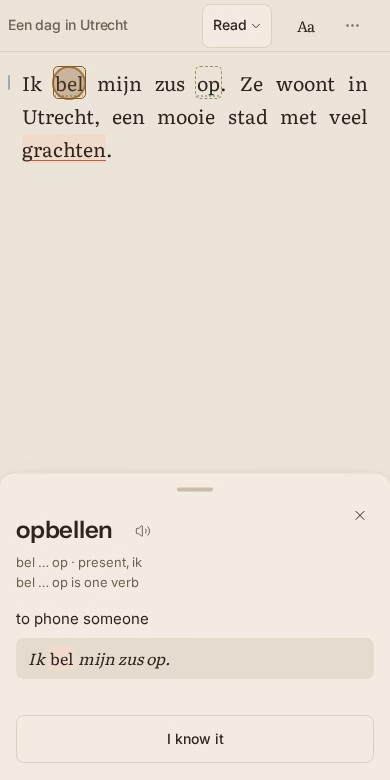 Een dag in Utrecht
Read
Aa
Ik bel mijn zus op. Ze woont in
Utrecht, een mooie stad met veel
grachten.
opbellen
bel ... op · present, ik
bel ... op is one verb
to phone someone
Ik bel mijn zus op.
I know it